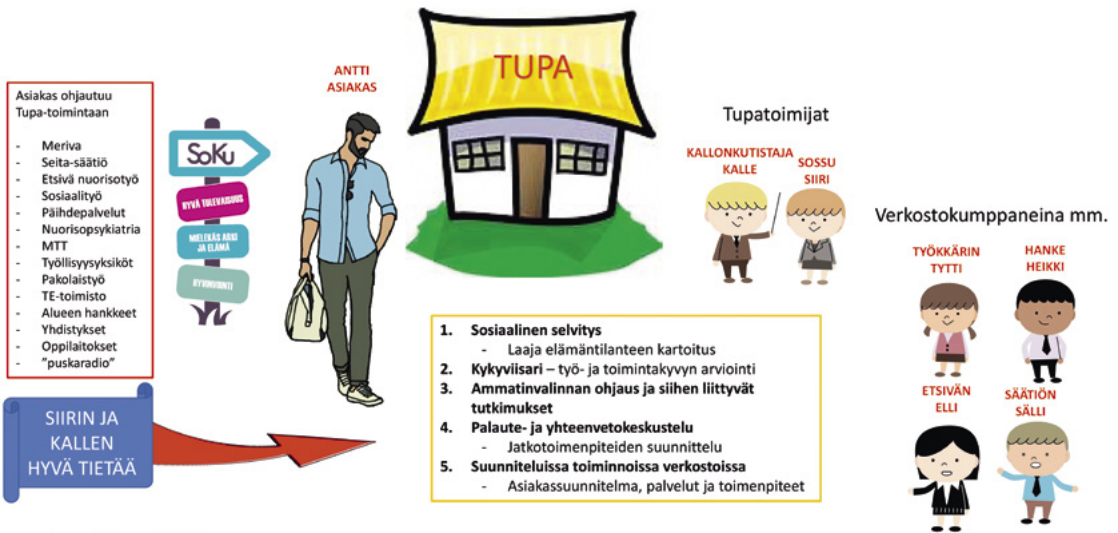 Asiakas ohjautuu
Tupa-toimintaan
- Meriva
- Seita-säätiö
- Etsivä nuorisotyö
- Sosiaalityö
- Päihdepalvelut
- Nuorisopsykiatria
- MTT
- Työllisyysyksiköt
- Pakolaistyö
- TE-toimisto
- Alueen hankkeet
- Yhdistykset
- Oppilaitokset
- ”puskaradio”
SIIRIN JA
KALLEN
HYVÄ TIETÄÄ
SoKu
HYVÄ TULEVAISUUS
MIELEKÄS ARKI
JA ELÄMÄ
HYVINVOINTI
ANTTI
ASIAKAS
TUPA
Tupatoimijat
KALLONKUTISTAJA
KALLE
SOSSU
SIIRI
1. Sosiaalinen selvitys
- Laaja elämäntilanteen kartoitus
2. Kykyviisari – työ- ja toimintakyvyn arviointi
3. Ammatinvalinnan ohjaus ja siihen liittyvät
tutkimukset
4. Palaute- ja yhteenvetokeskustelu
- Jatkotoimenpiteiden suunnittelu
5. Suunniteluissa toiminnoissa verkostoissa
- Asiakassuunnitelma, palvelut ja toimenpiteet
Verkostokumppaneina mm.
TYÖKKÄRIN
TYTTI
HANKE
HEIKKI
ETSIVÄN
ELLI
SÄÄTIÖN
SÄLLI